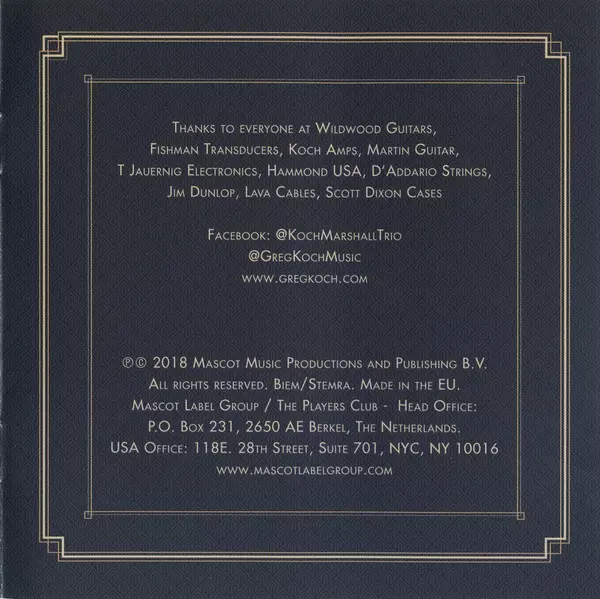 Thanks to everyone at Wildwood Guitars,
Fishman Transducers, Koch Amps, Martin Guitar,
T Jauernig Electronics, Hammond USA, D'Addario Strings,
Jim Dunlop, Lava Cables, Scott Dixon Cases
Facebook: @KochMarshallTrio
@GregKochMusic
www.gregkoch.com
℗© 2018 Mascot Music Productions and Publishing B.V.
All rights reserved. Biem/Stemra. Made in the EU.
Mascot Label Group / The Players Club - Head Office:
P.O. Box 231, 2650 AE Berkel, The Netherlands.
USA Office: 118E. 28th Street, Suite 701, NYC, NY 10016
www.mascotlabelgroup.com